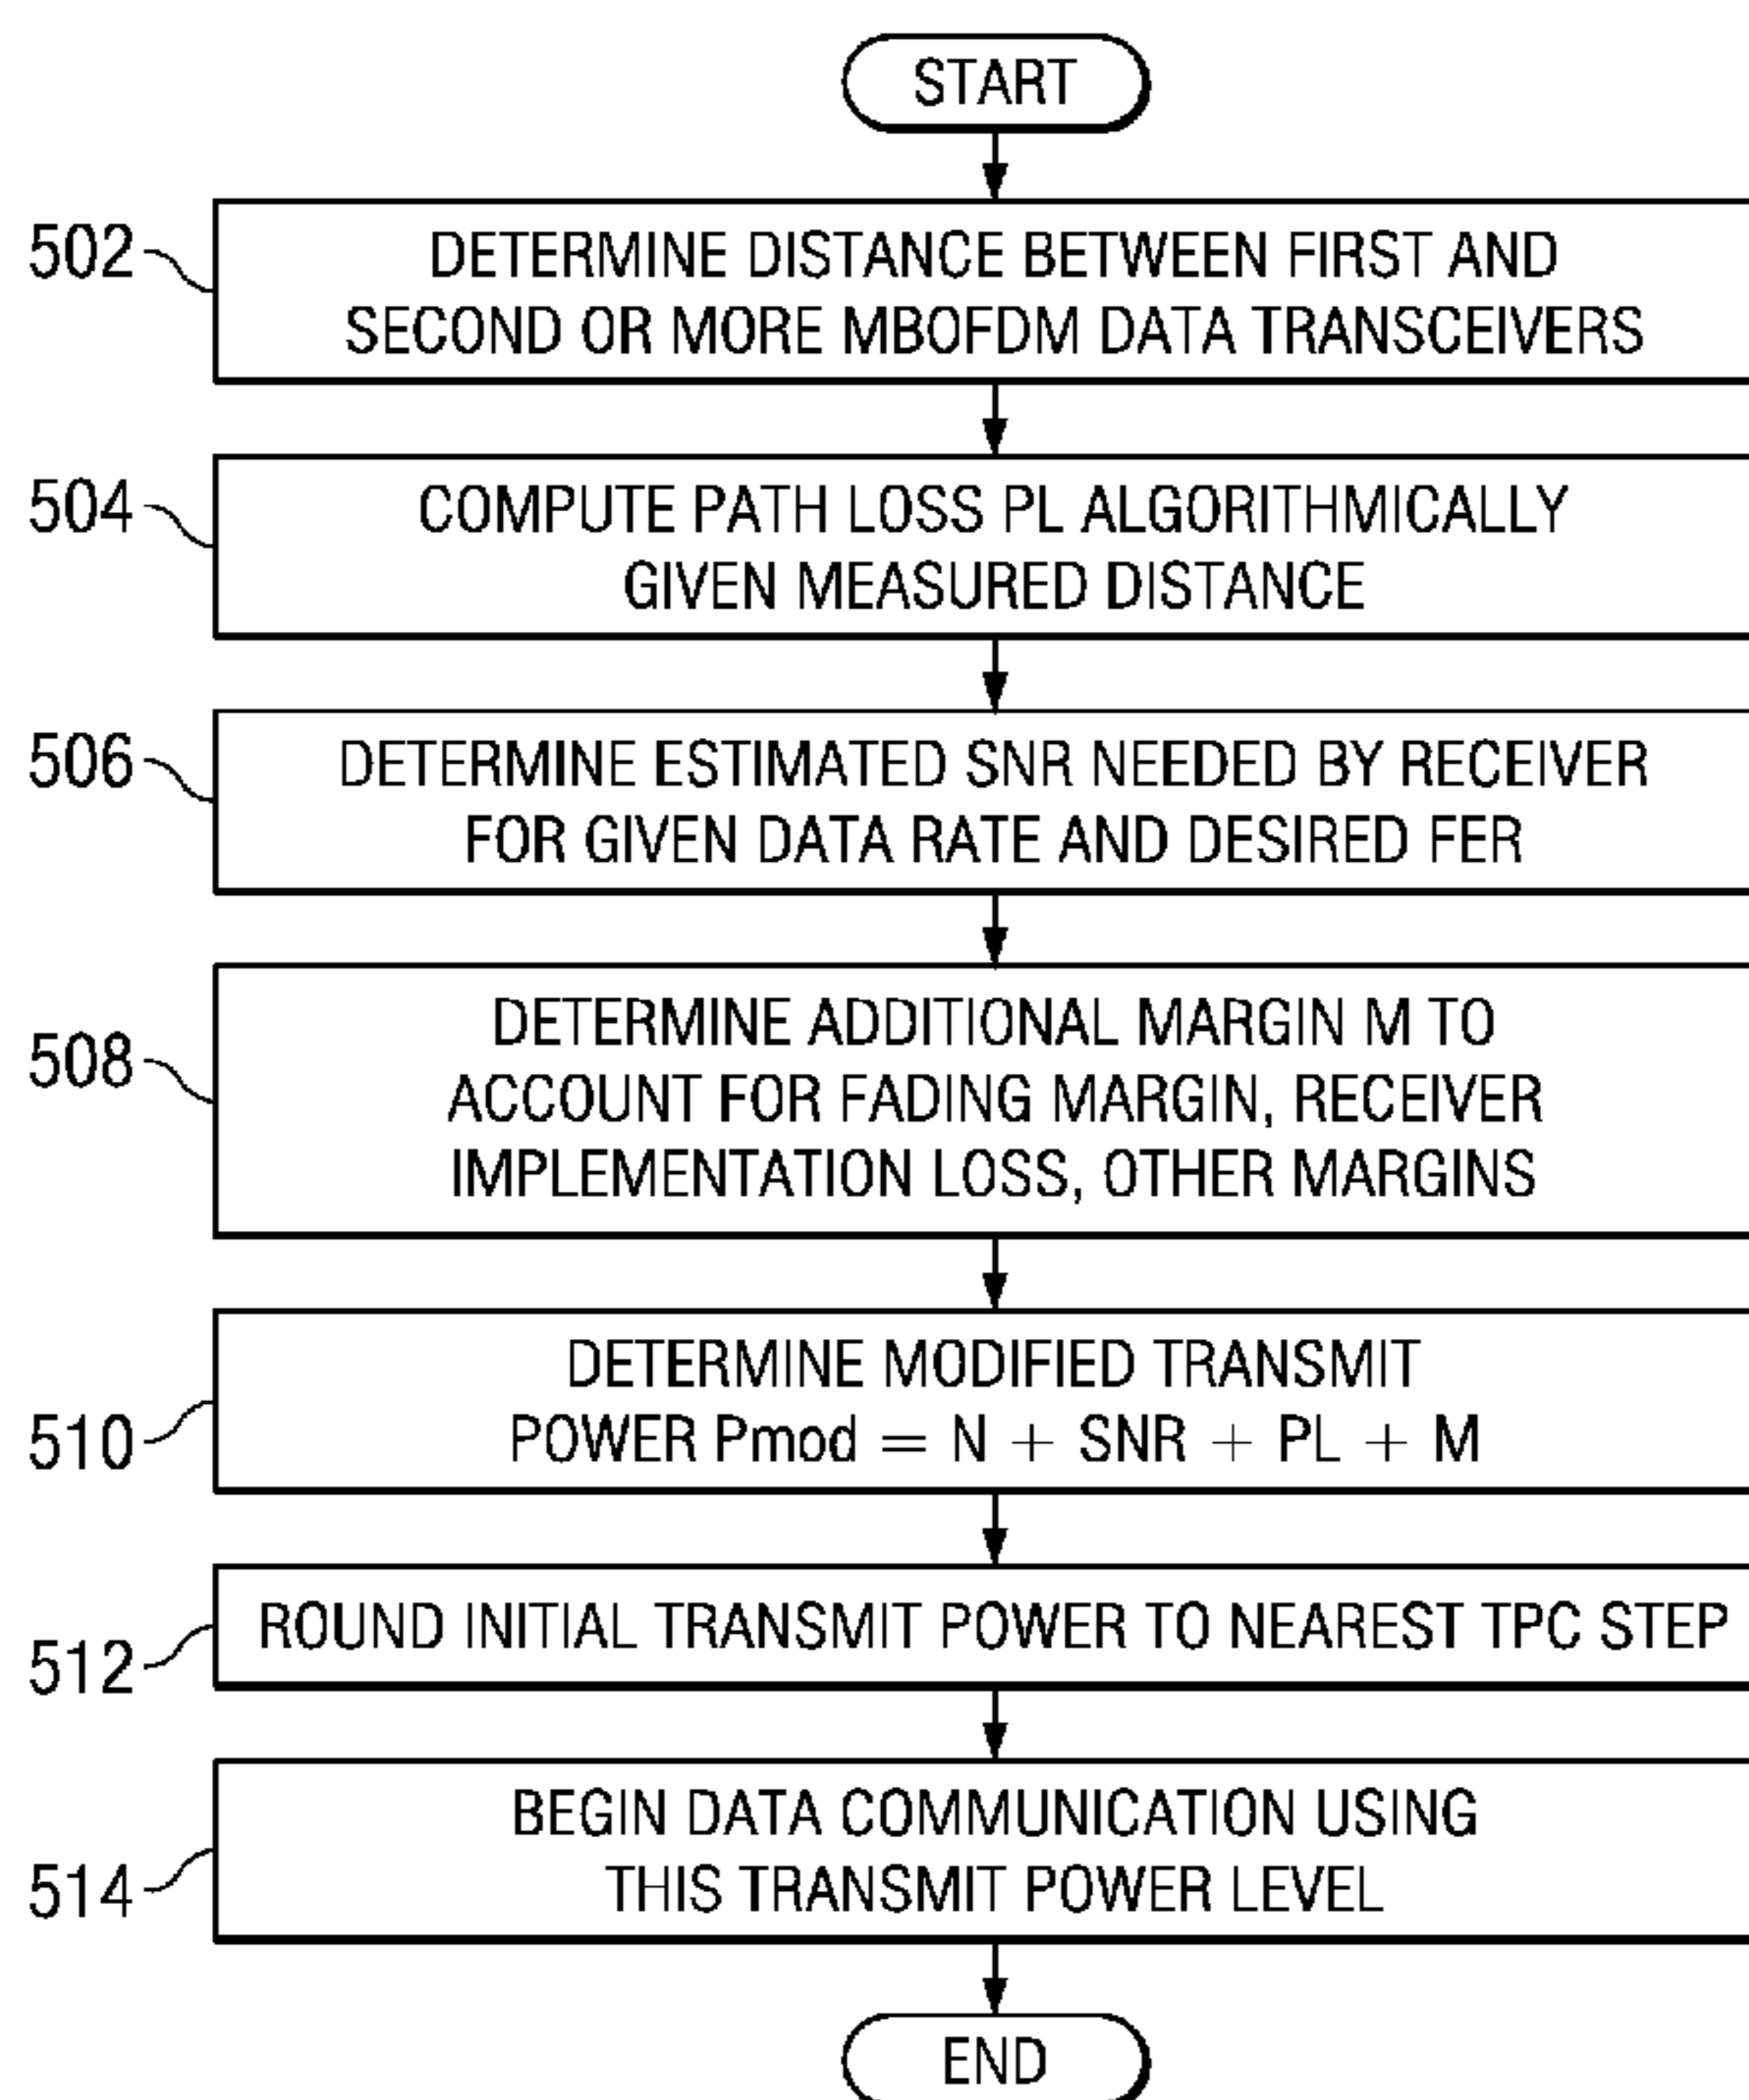 START
502
DETERMINE DISTANCE BETWEEN FIRST AND
SECOND OR MORE MBOFDM DATA TRANSCEIVERS
504
COMPUTE PATH LOSS PL ALGORITHMICALLY
GIVEN MEASURED DISTANCE
506
DETERMINE ESTIMATED SNR NEEDED BY RECEIVER
FOR GIVEN DATA RATE AND DESIRED FER
508
DETERMINE ADDITIONAL MARGIN M TO
ACCOUNT FOR FADING MARGIN, RECEIVER
IMPLEMENTATION LOSS, OTHER MARGINS
510
DETERMINE MODIFIED TRANSMIT
POWER Pmod = N + SNR + PL + M
512
ROUND INITIAL TRANSMIT POWER TO NEAREST TPC STEP
514
BEGIN DATA COMMUNICATION USING
THIS TRANSMIT POWER LEVEL
END